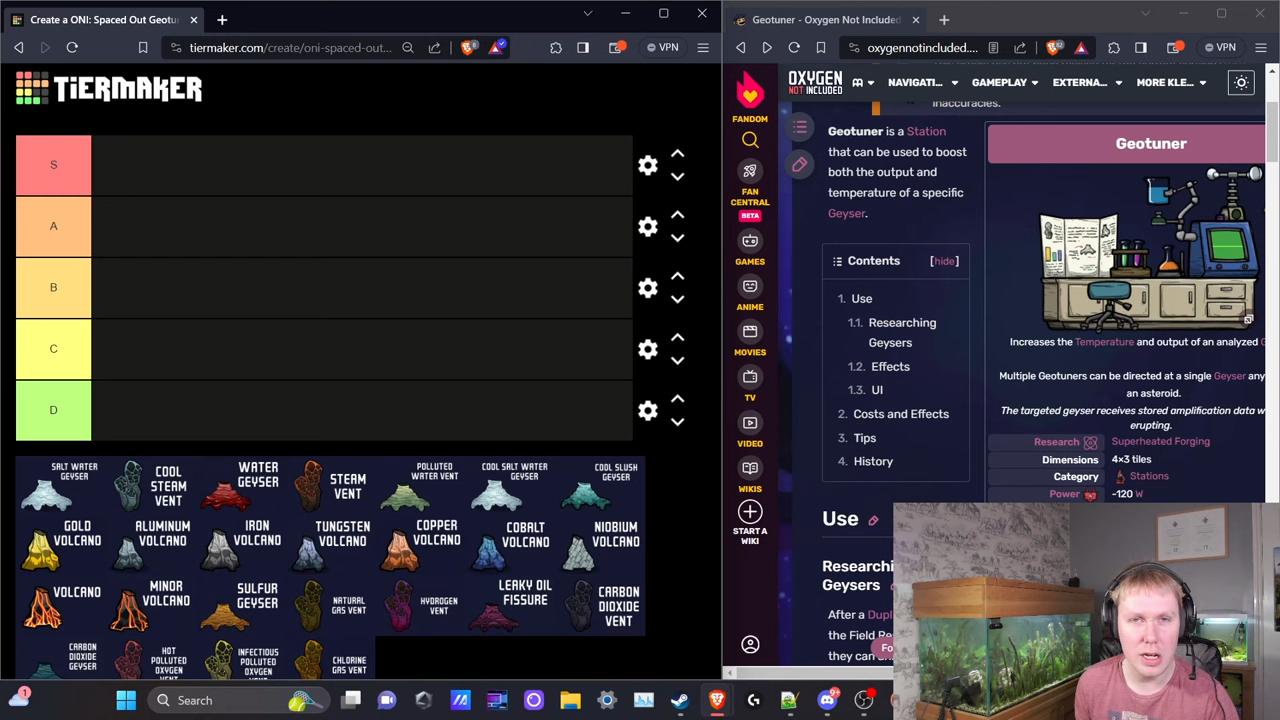 Create a ONI: Spaced Out Geotun
Geotuner - Oxygen Not Included
tiermaker.com/create/oni-spaced-out...
8
VPN
oxygennotincluded....
82
VPN
TIERMAKER
S
A
B
C
D
SALT WATER
GEYSER
COOL
STEAM
VENT
WATER
GEYSER
STEAM
VENT
POLLUTED
WATER VENT
COOL SALT WATER
GEYSER
COOL SLUSH
GEYSER
GOLD
VOLCANO
ALUMINUM
VOLCANO
IRON
VOLCANO
TUNGSTEN
VOLCANO
COPPER
VOLCANO
COBALT
VOLCANO
NIOBIUM
VOLCANO
VOLCANO
MINOR
VOLCANO
SULFUR
GEYSER
NATURAL
GAS VENT
HYDROGEN
VENT
LEAKY OIL
FISSURE
CARBON
DIOXIDE
VENT
CARBON
DIOXIDE
GEYSER
HOT
POLLUTED
OXYGEN
INFECTIOUS
POLLUTED
OXYGEN
VENT
CHLORINE
GAS VENT
FANDOM
FAN
CENTRAL
BETA
GAMES
ANIME
MOVIES
TV
VIDEO
WIKIS
START A
WIKI
OXYGEN
NOT INCLUDED
NAVIGATI...
GAMEPLAY
EXTERNA...
MORE KLE...
inaccuracies.
Geotuner is a Station
that can be used to boost
both the output and
temperature of a specific
Geyser.
Contents [hide]
1. Use
1.1. Researching
Geysers
1.2. Effects
1.3. UI
2. Costs and Effects
3. Tips
4. History
Use
Researchin
Geysers
After a Dupl
the Field Re
they can
Fo
Geotuner
Increases the Temperature and output of an analyzed G
Multiple Geotuners can be directed at a single Geyser any
an asteroid.
The targeted geyser receives stored amplification data w
erupting.
Research Superheated Forging
Dimensions 4×3 tiles
Category Stations
Power -120 W
1
Search
9+